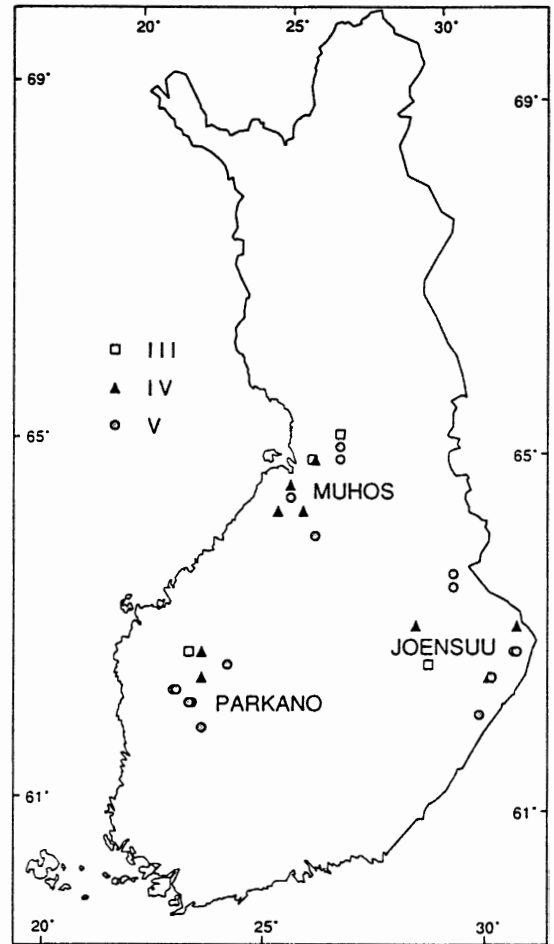 20° 25° 30°
69° 69°
III
IV
V
65° 65°
MUHOS
JOENSUU
PARKANO
61° 61°
20° 25° 30°